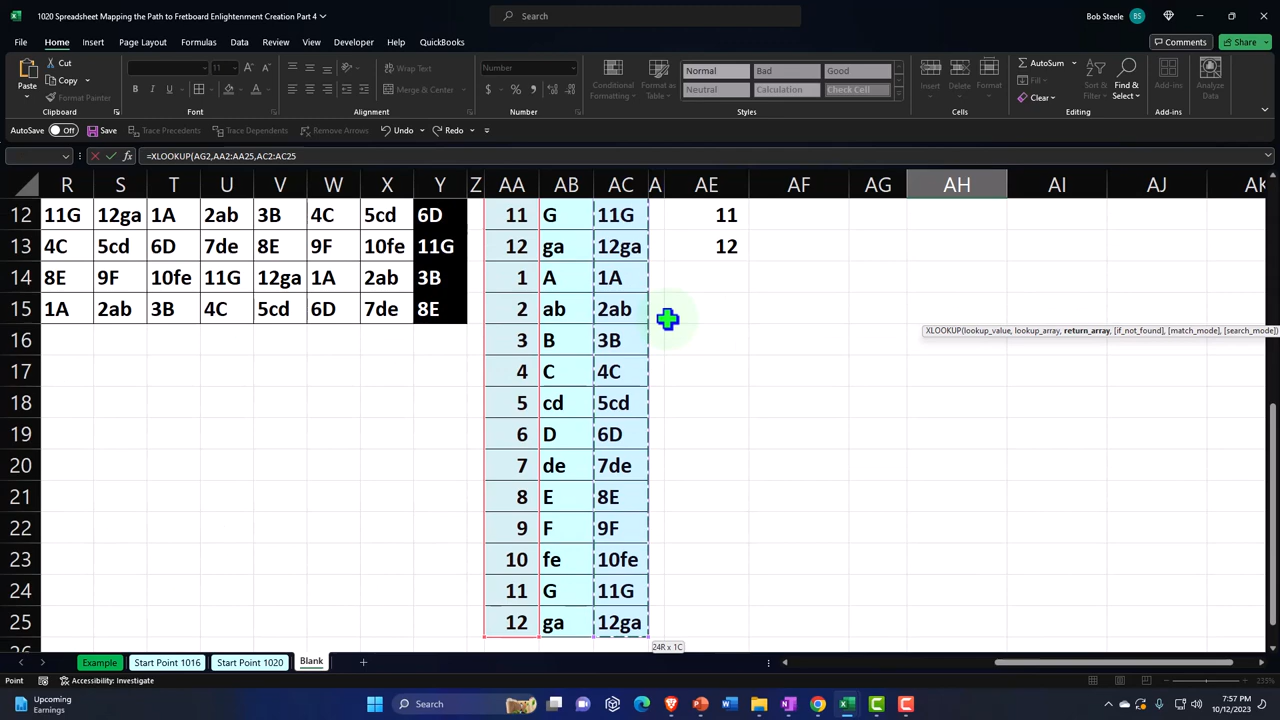 1020 Spreadsheet Mapping the Path to Fretboard Enlightenment Creation Part 4
Search
Bob Steele BS
File Home Insert Draw Page Layout Formulas Data Review View Developer Help QuickBooks Comments Share
Cut
Copy
Format Painter
Paste
11
Wrap Text
Merge & Center
Number
Conditional Formatting
Format as Table
Normal Bad Good
Neutral Calculation Check Cell
Insert Delete Format
AutoSum
Fill
Clear
Sort & Filter
Find & Select
Add-ins
Analyze Data
Clipboard Font Alignment Number Styles Cells Editing Add-ins
AutoSave Off Save Trace Precedents Trace Dependents Remove Arrows Undo Redo
=XLOOKUP(AG2,AA2:AA25,AC2:AC25
R S T U V W X Y Z AA AB AC A AE AF AG AH AI AJ AK
12 11G 12ga 1A 2ab 3B 4C 5cd 6D 11 G 11G 11
13 4C 5cd 6D 7de 8E 9F 10fe 11G 12 ga 12ga 12
14 8E 9F 10fe 11G 12ga 1A 2ab 3B 1 A 1A
15 1A 2ab 3B 4C 5cd 6D 7de 8E 2 ab 2ab
XLOOKUP(lookup_value, lookup_array, return_array, [if_not_found], [match_mode], [search_mode])
16 3 B 3B
17 4 C 4C
18 5 cd 5cd
19 6 D 6D
20 7 de 7de
21 8 E 8E
22 9 F 9F
23 10 fe 10fe
24 11 G 11G
25 12 ga 12ga
24R x 1C
Example Start Point 1016 Start Point 1020 Blank
Point Accessibility: Investigate 235%
Upcoming
Earnings
Search
7:57 PM
10/12/2023